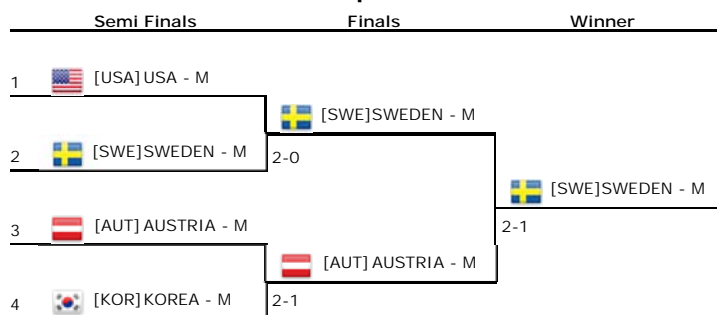 Semi Finals Finals Winner
1 [USA] USA - M
[SWE]SWEDEN - M
2 [SWE]SWEDEN - M 2-0
[SWE]SWEDEN - M
3 [AUT] AUSTRIA - M 2-1
[AUT] AUSTRIA - M
4 [KOR] KOREA - M 2-1